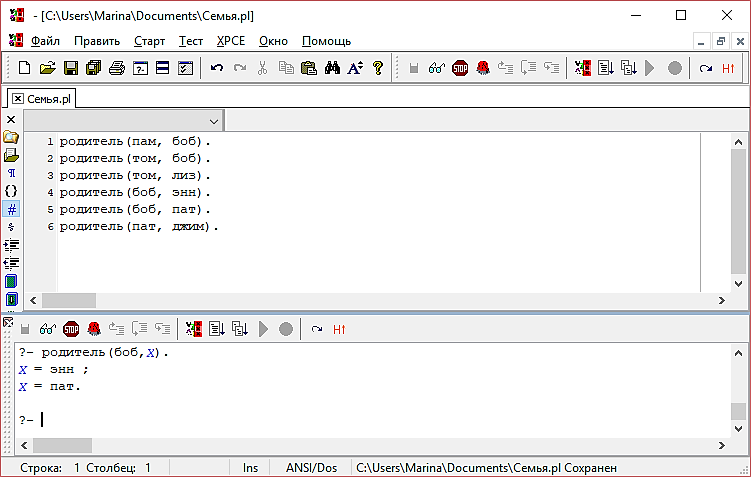 - [C:\Users\Marina\Documents\Семья.pl]
Файл Править Старт Тест XPCE Окно Помощь
Семья.pl
1 родитель(пам, боб).
2 родитель(том, боб).
3 родитель(том, лиз).
4 родитель(боб, энн).
5 родитель(боб, пат).
6 родитель(пат, джим).
?- родитель(боб,X).
X = энн ;
X = пат.
?-
Строка: 1 Столбец: 1 Ins ANSI/Dos C:\Users\Marina\Documents\Семья.pl Сохранен